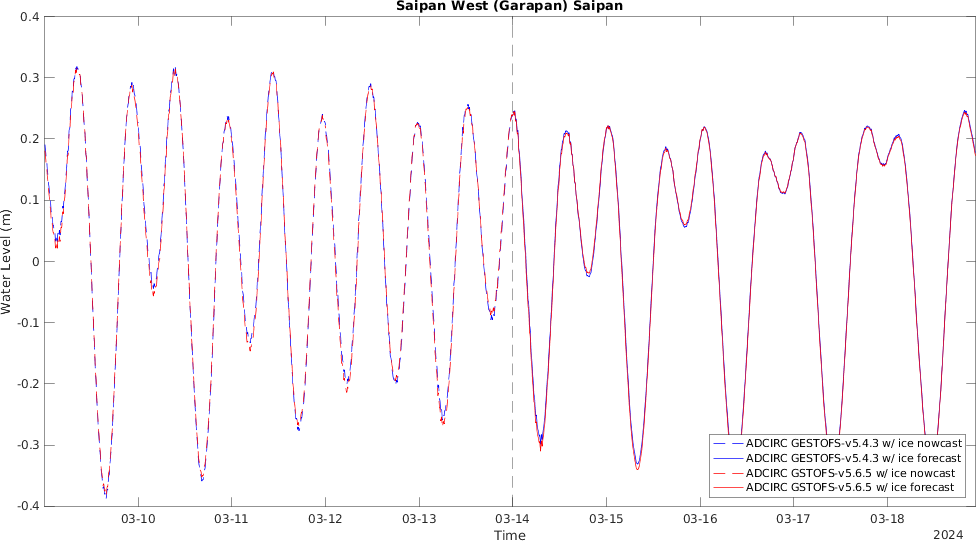 Saipan West (Garapan) Saipan
0.4
0.3
0.2
0.1
0
-0.1
-0.2
-0.3
-0.4
Water Level (m)
ADCIRC GESTOFS-v5.4.3 w/ ice nowcast
ADCIRC GESTOFS-v5.4.3 w/ ice forecast
ADCIRC GSTOFS-v5.6.5 w/ ice nowcast
ADCIRC GSTOFS-v5.6.5 w/ ice forecast
03-10 03-11 03-12 03-13 03-14 03-15 03-16 03-17 03-18
Time
2024